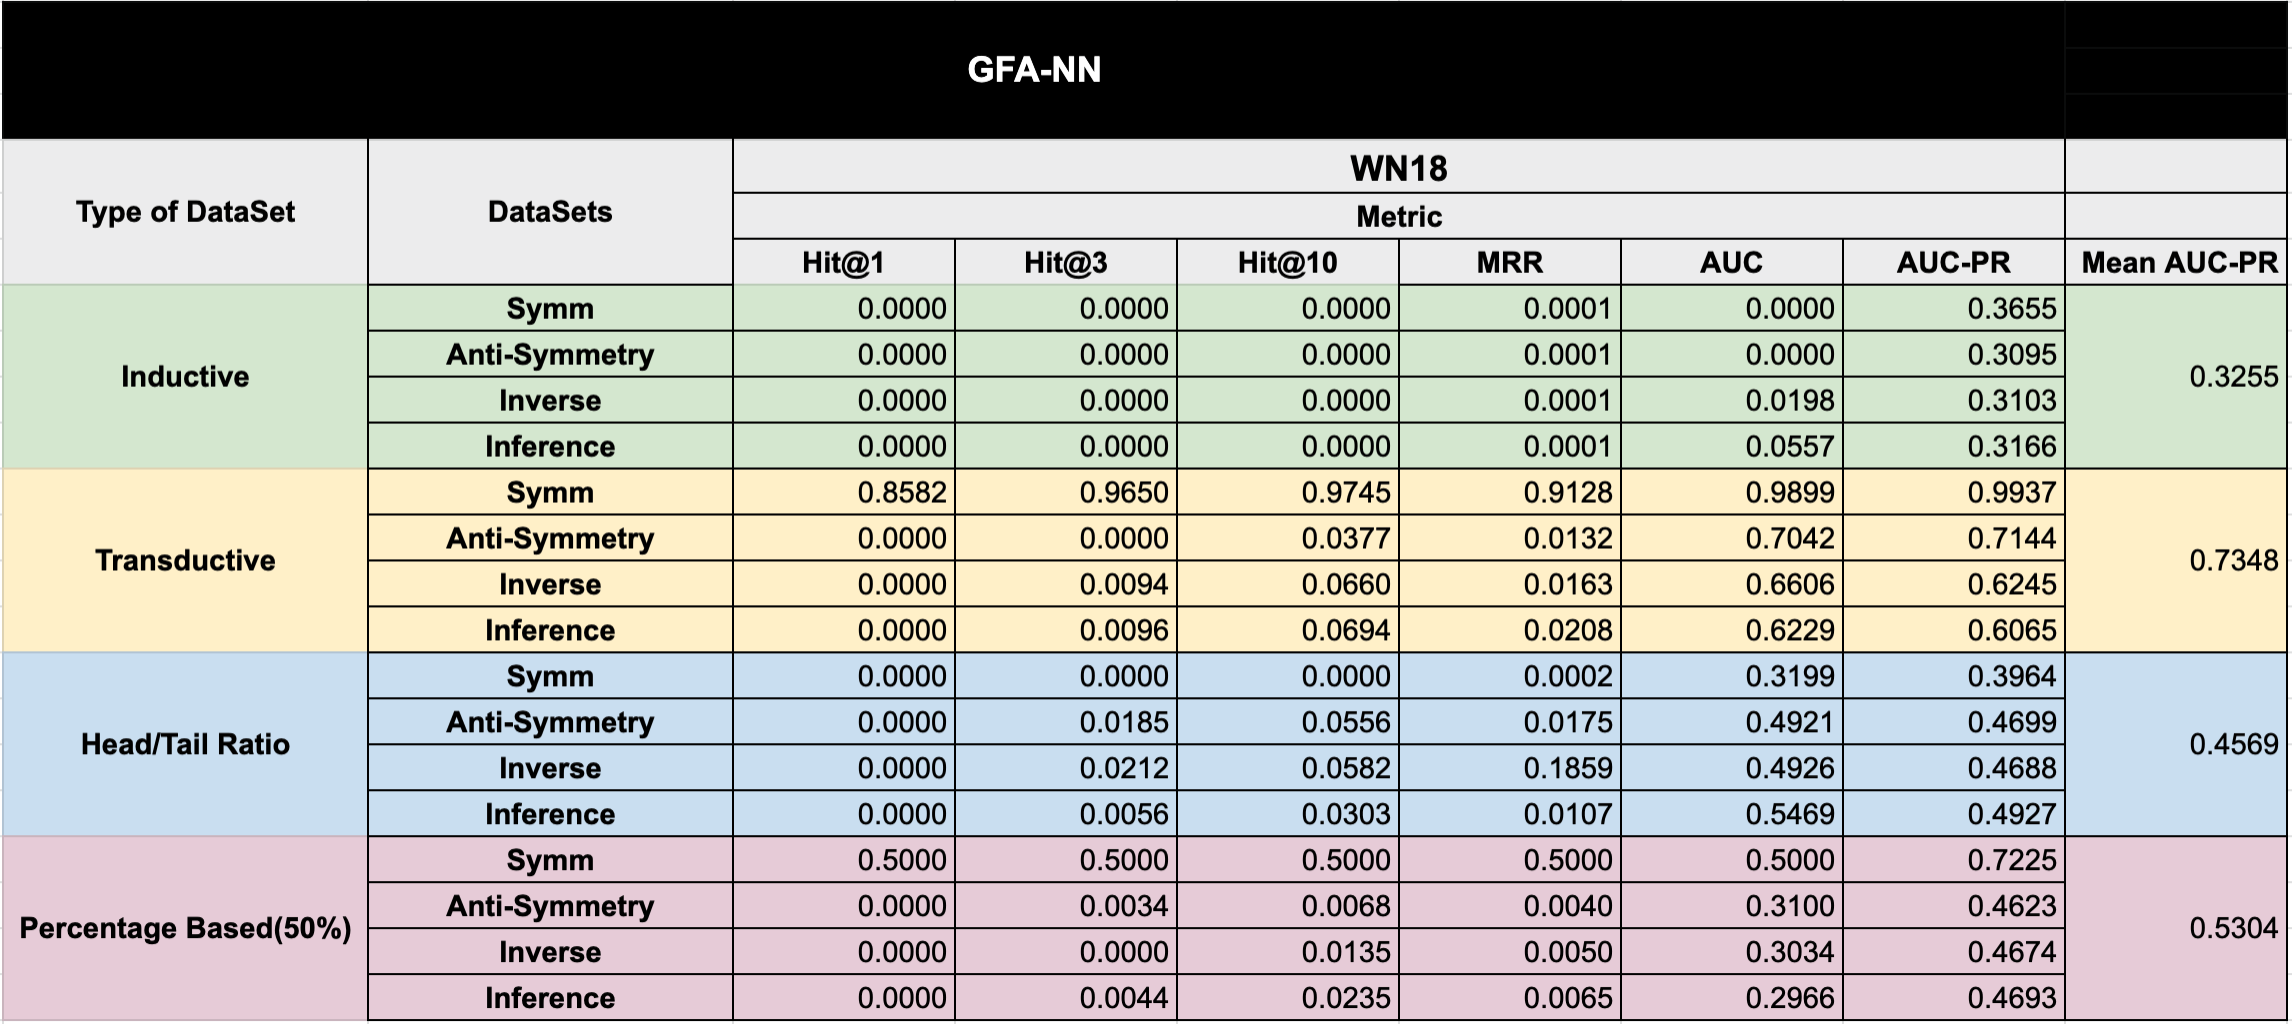 GFA-NN
Type of DataSet DataSets WN18
Metric
Hit@1 Hit@3 Hit@10 MRR AUC AUC-PR Mean AUC-PR
Inductive Symm 0.0000 0.0000 0.0000 0.0001 0.0000 0.3655 0.3255
Anti-Symmetry 0.0000 0.0000 0.0000 0.0001 0.0000 0.3095
Inverse 0.0000 0.0000 0.0000 0.0001 0.0198 0.3103
Inference 0.0000 0.0000 0.0000 0.0001 0.0557 0.3166
Transductive Symm 0.8582 0.9650 0.9745 0.9128 0.9899 0.9937 0.7348
Anti-Symmetry 0.0000 0.0000 0.0377 0.0132 0.7042 0.7144
Inverse 0.0000 0.0094 0.0660 0.0163 0.6606 0.6245
Inference 0.0000 0.0096 0.0694 0.0208 0.6229 0.6065
Head/Tail Ratio Symm 0.0000 0.0000 0.0000 0.0002 0.3199 0.3964 0.4569
Anti-Symmetry 0.0000 0.0185 0.0556 0.0175 0.4921 0.4699
Inverse 0.0000 0.0212 0.0582 0.1859 0.4926 0.4688
Inference 0.0000 0.0056 0.0303 0.0107 0.5469 0.4927
Percentage Based(50%) Symm 0.5000 0.5000 0.5000 0.5000 0.5000 0.7225 0.5304
Anti-Symmetry 0.0000 0.0034 0.0068 0.0040 0.3100 0.4623
Inverse 0.0000 0.0000 0.0135 0.0050 0.3034 0.4674
Inference 0.0000 0.0044 0.0235 0.0065 0.2966 0.4693